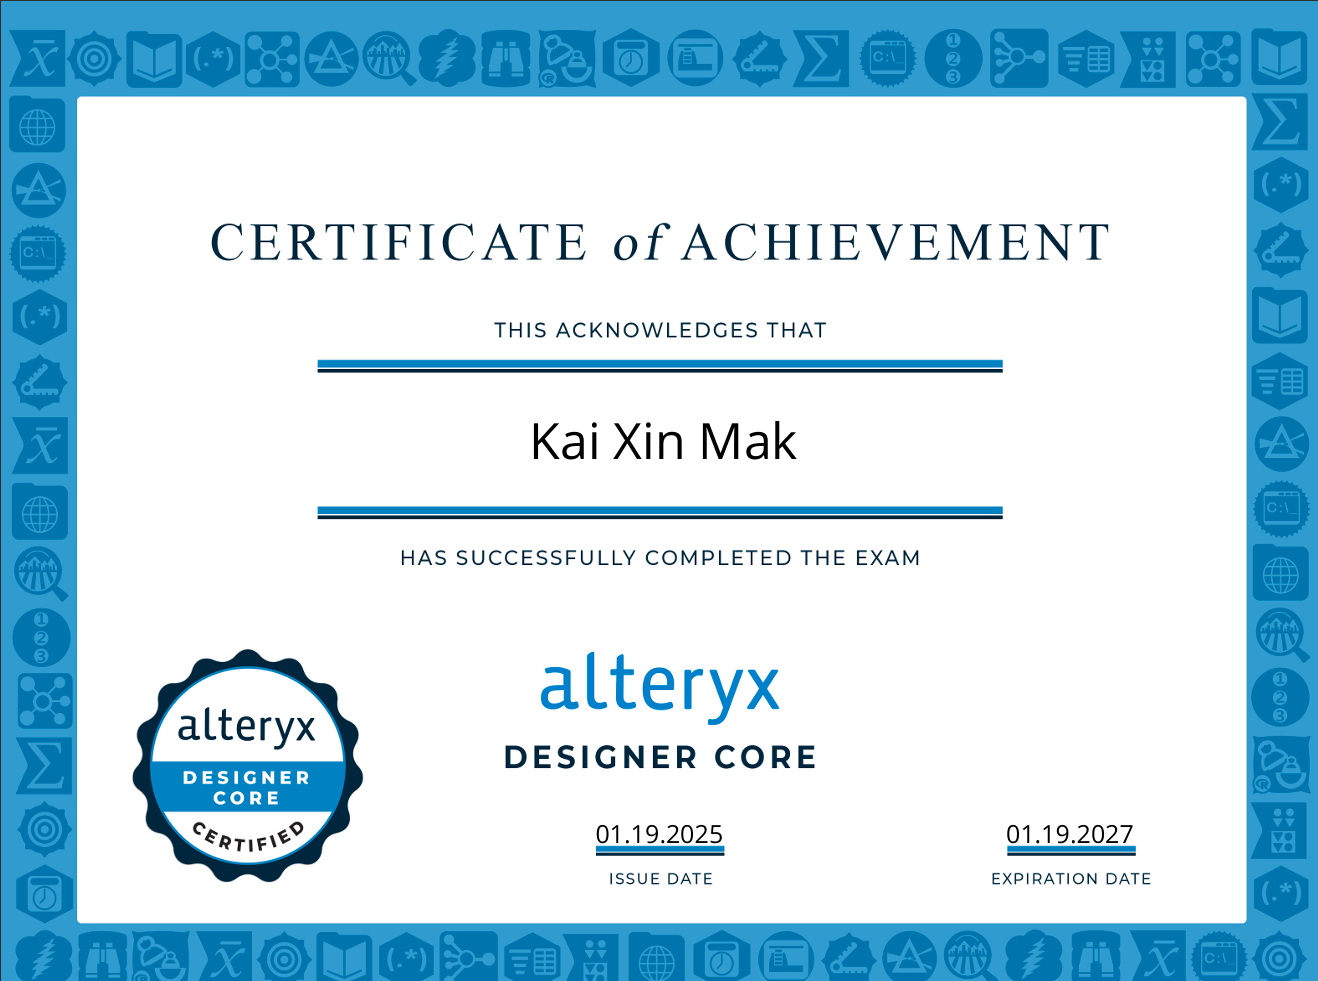 CERTIFICATE of ACHIEVEMENT
THIS ACKNOWLEDGES THAT
Kai Xin Mak
HAS SUCCESSFULLY COMPLETED THE EXAM
alteryx
DESIGNER CORE
alteryx
DESIGNER
CORE
CERTIFIED
01.19.2025
ISSUE DATE
01.19.2027
EXPIRATION DATE